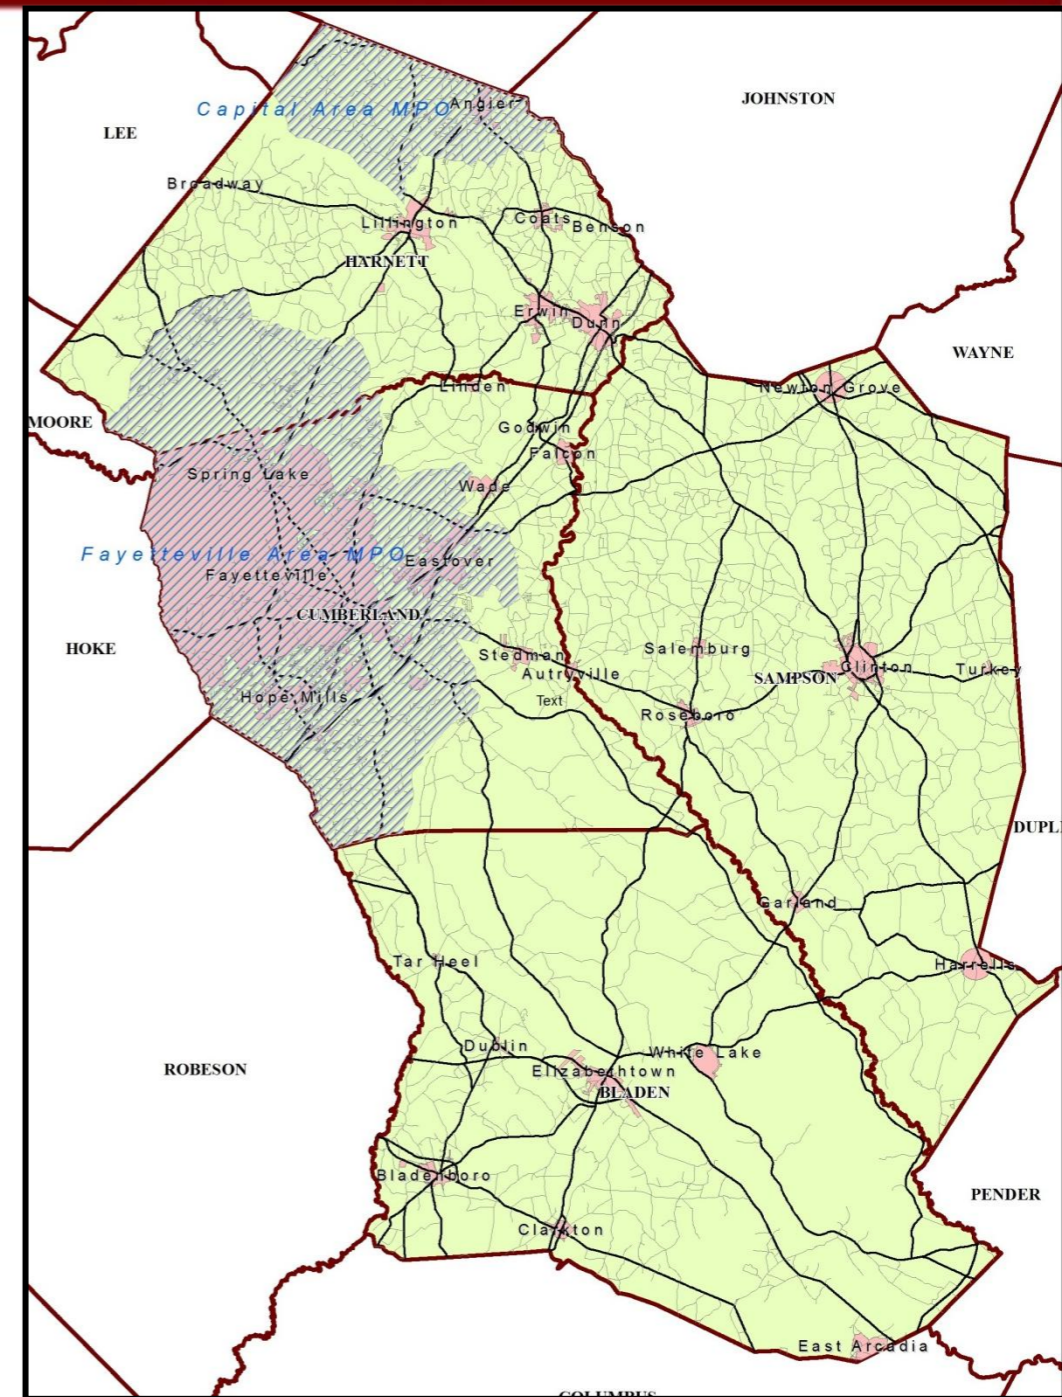 JOHNSTON
Capital Area MPO
Angier
LEE
Broadway
Lillington
Coats
Benson
HARNETT
Erwin
Dunn
WAYNE
Linden
Newton Grove
MOORE
Godwin
Falcon
Spring Lake
Wade
Fayetteville Area MPO
Eastover
Fayetteville
CUMBERLAND
HOKE
Stedman
Salemburg
Clinton
Turkey
Autryville
SAMPSON
Hope Mills
Text
Roseboro
DUPLI
Garland
Tar Heel
Harrells
Dublin
White Lake
ROBESON
Elizabethtown
BLADEN
Bladenboro
PENDER
Clarkton
East Arcadia
COLUMBUS